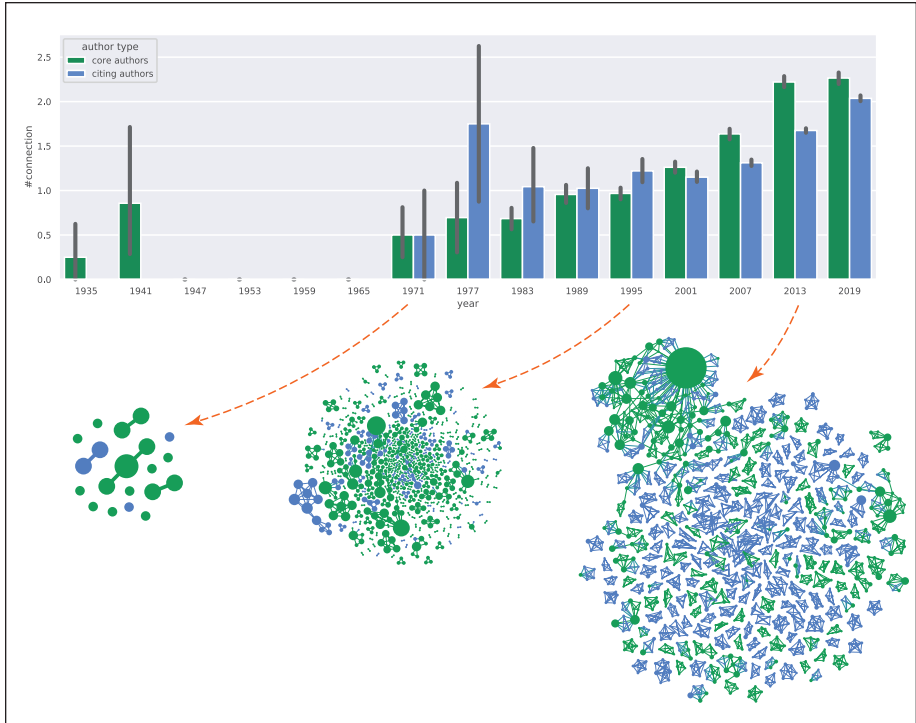 author type
core authors
citing authors
#connection
2.5
2.0
1.5
1.0
0.5
0.0
1935 1941 1947 1953 1959 1965 1971 1977 1983 1989 1995 2001 2007 2013 2019
year